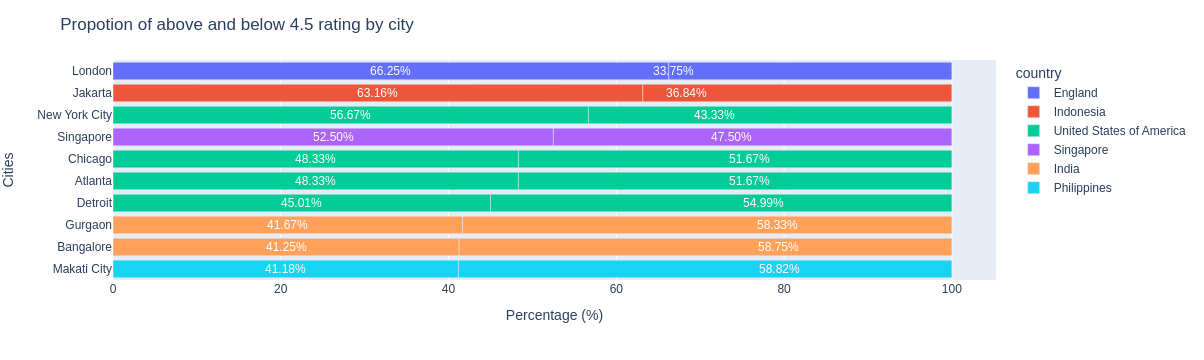 Propotion of above and below 4.5 rating by city
Cities
London 66.25% 33.75%
Jakarta 63.16% 36.84%
New York City 56.67% 43.33%
Singapore 52.50% 47.50%
Chicago 48.33% 51.67%
Atlanta 48.33% 51.67%
Detroit 45.01% 54.99%
Gurgaon 41.67% 58.33%
Bangalore 41.25% 58.75%
Makati City 41.18% 58.82%
0 20 40 60 80 100
Percentage (%)
country
England
Indonesia
United States of America
Singapore
India
Philippines